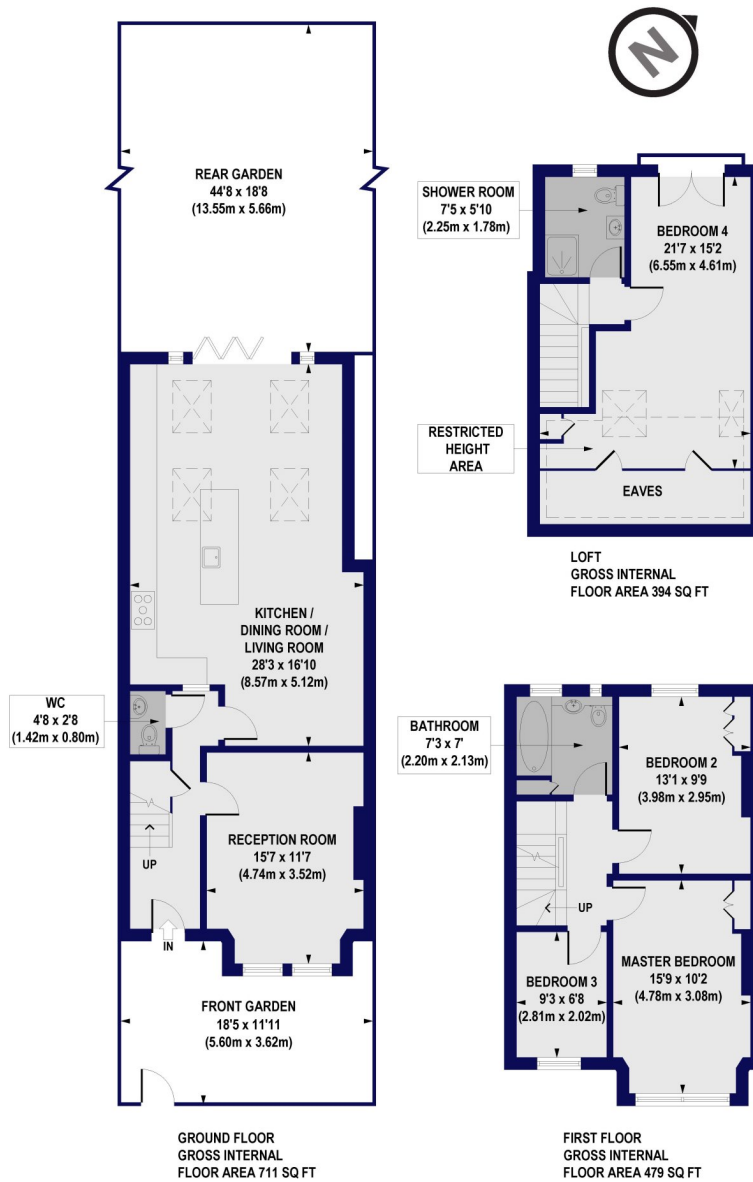 N
REAR GARDEN
44'8 x 18'8
(13.55m x 5.66m)
KITCHEN /
DINING ROOM /
LIVING ROOM
28'3 x 16'10
(8.57m x 5.12m)
WC
4'8 x 2'8
(1.42m x 0.80m)
RECEPTION ROOM
15'7 x 11'7
(4.74m x 3.52m)
UP
IN
FRONT GARDEN
18'5 x 11'11
(5.60m x 3.62m)
GROUND FLOOR
GROSS INTERNAL
FLOOR AREA 711 SQ FT
SHOWER ROOM
7'5 x 5'10
(2.25m x 1.78m)
BEDROOM 4
21'7 x 15'2
(6.55m x 4.61m)
RESTRICTED
HEIGHT
AREA
EAVES
LOFT
GROSS INTERNAL
FLOOR AREA 394 SQ FT
BATHROOM
7'3 x 7'
(2.20m x 2.13m)
BEDROOM 2
13'1 x 9'9
(3.98m x 2.95m)
UP
MASTER BEDROOM
15'9 x 10'2
(4.78m x 3.08m)
BEDROOM 3
9'3 x 6'8
(2.81m x 2.02m)
FIRST FLOOR
GROSS INTERNAL
FLOOR AREA 479 SQ FT